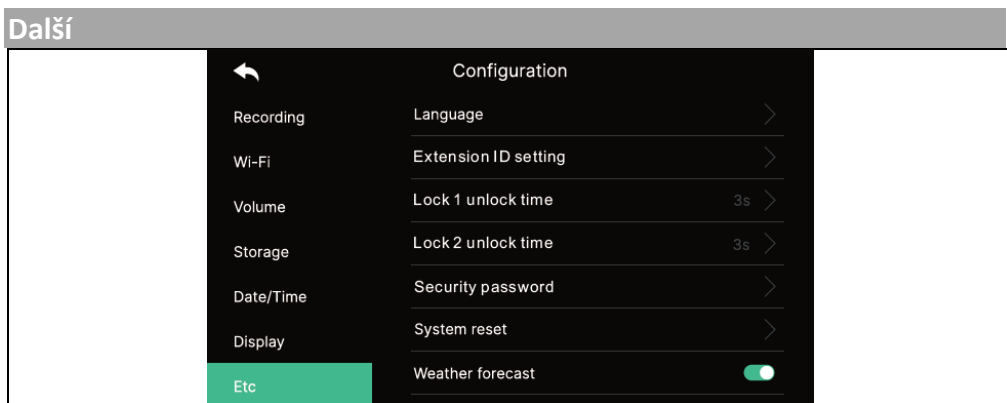 Další
Configuration
Recording
Wi-Fi
Volume
Storage
Date/Time
Display
Etc
Language
Extension ID setting
Lock 1 unlock time 3s
Lock 2 unlock time 3s
Security password
System reset
Weather forecast